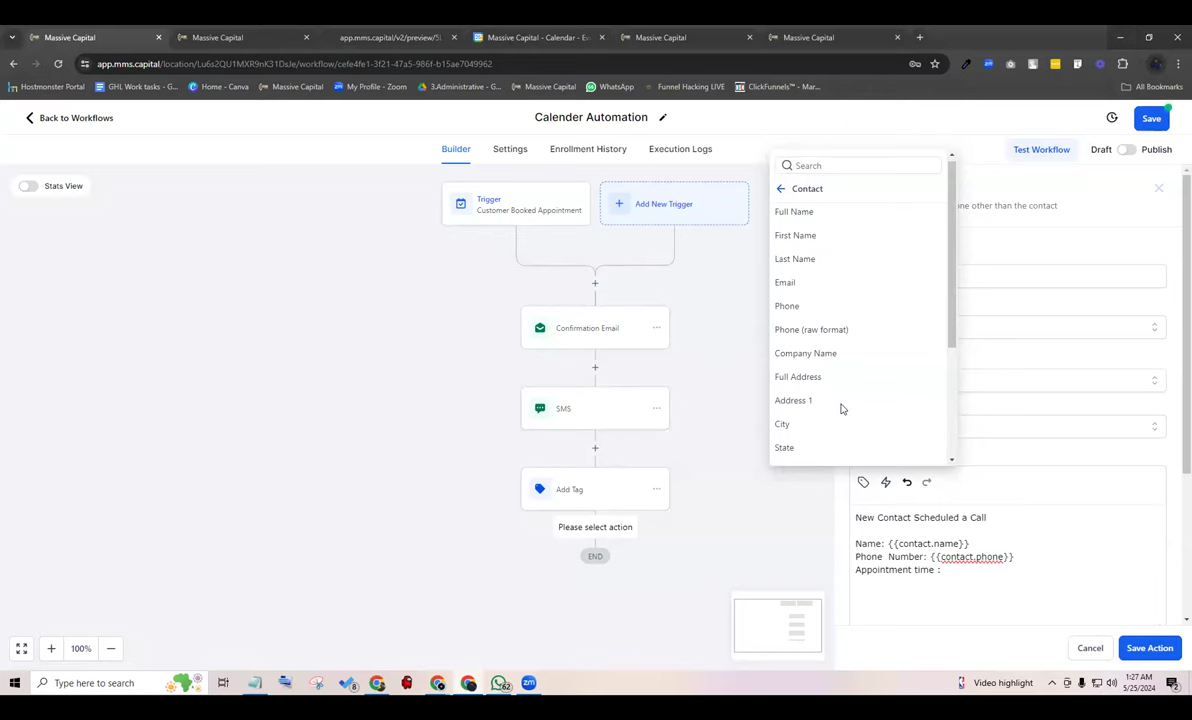 Massive Capital
Massive Capital
app.mms.capital/v2/preview/5l
Massive Capital - Calendar - Ev
Massive Capital
Massive Capital
app.mms.capital/location/Lu6s2QU1MXR9nK31DsJe/workflow/cefe4fe1-3f21-47a5-986f-b15ae7049962
Hostmonster Portal
GHL Work tasks - G...
Home - Canva
Massive Capital
My Profile - Zoom
3.Administrative - G...
Massive Capital
WhatsApp
Funnel Hacking LIVE
ClickFunnels™ - Mar...
All Bookmarks
Back to Workflows
Calender Automation
Save
Builder
Settings
Enrollment History
Execution Logs
Test Workflow
Draft
Publish
Stats View
Trigger
Customer Booked Appointment
Add New Trigger
Confirmation Email
SMS
Add Tag
Please select action
END
Search
Contact
Full Name
First Name
Last Name
Email
Phone
Phone (raw format)
Company Name
Full Address
Address 1
City
State
one other than the contact
New Contact Scheduled a Call
Name: {{contact.name}}
Phone Number: {{contact.phone}}
Appointment time :
100%
Cancel
Save Action
Type here to search
8
62
Video highlight
1:27 AM
5/25/2024
2